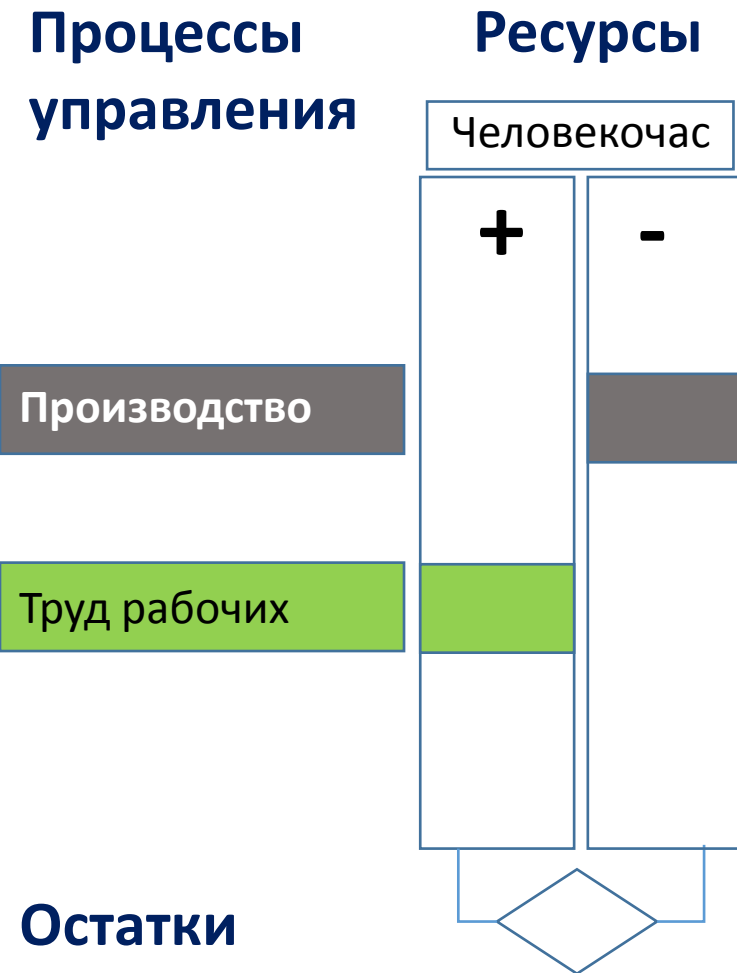 Процессы
управления
Ресурсы
Человекочас
+
-
Производство
Труд рабочих
Остатки